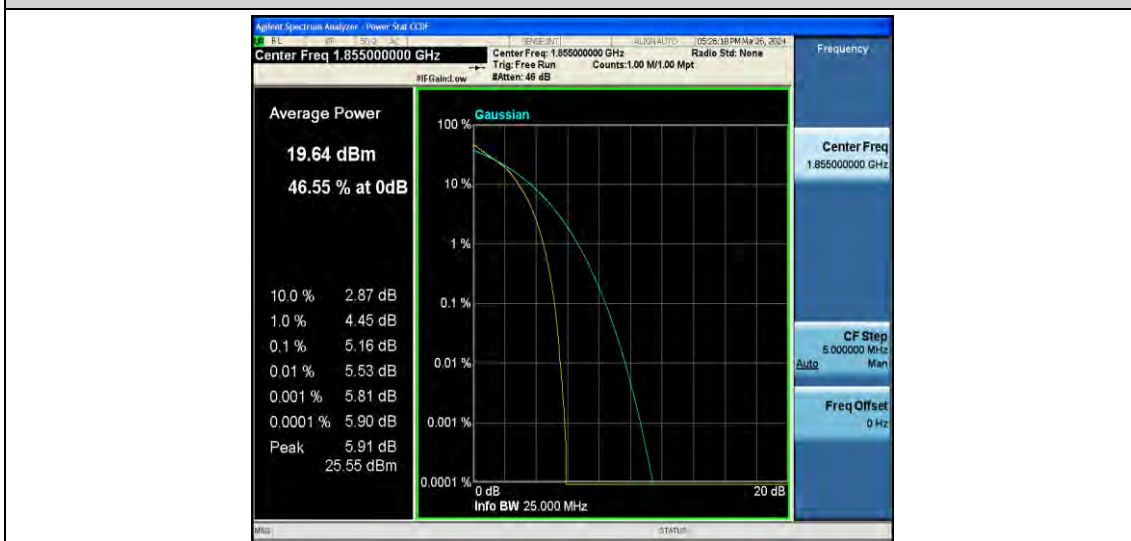 Agilent Spectrum Analyzer - Power Stat CCDF
RL RF 50 Ω AC SENSE:INT ALIGN AUTO 05:26:18 PM Mar 26, 2024
Center Freq 1.855000000 GHz
Center Freq: 1.855000000 GHz Radio Std: None
Trig: Free Run Counts:1.00 M/1.00 Mpt
#IFGain:Low #Atten: 46 dB
Frequency
Average Power
19.64 dBm
46.55 % at 0dB
10.0 % 2.87 dB
1.0 % 4.45 dB
0.1 % 5.16 dB
0.01 % 5.53 dB
0.001 % 5.81 dB
0.0001 % 5.90 dB
Peak 5.91 dB
25.55 dBm
Gaussian
100 %
10 %
1 %
0.1 %
0.01 %
0.001 %
0.0001 %
0 dB 20 dB
Info BW 25.000 MHz
Center Freq
1.855000000 GHz
CF Step
5.000000 MHz
Auto Man
Freq Offset
0 Hz
MSG STATUS